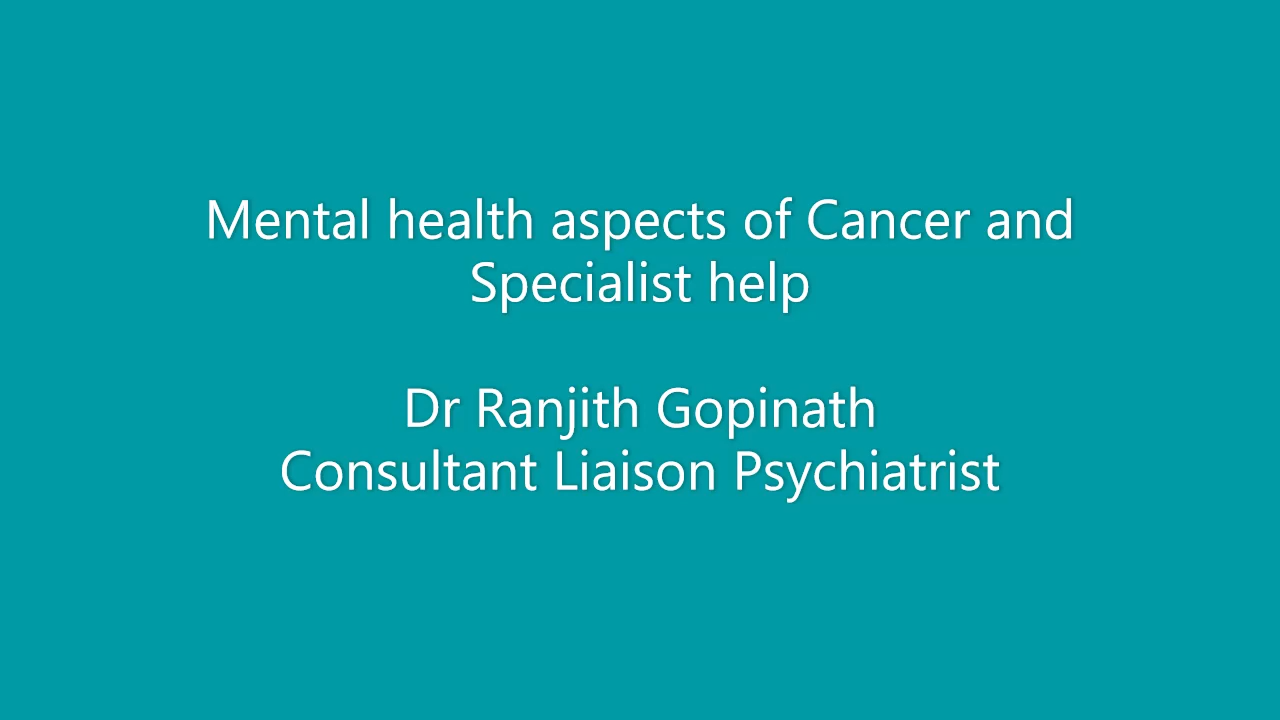 Mental health aspects of Cancer and
Specialist help
Dr Ranjith Gopinath
Consultant Liaison Psychiatrist